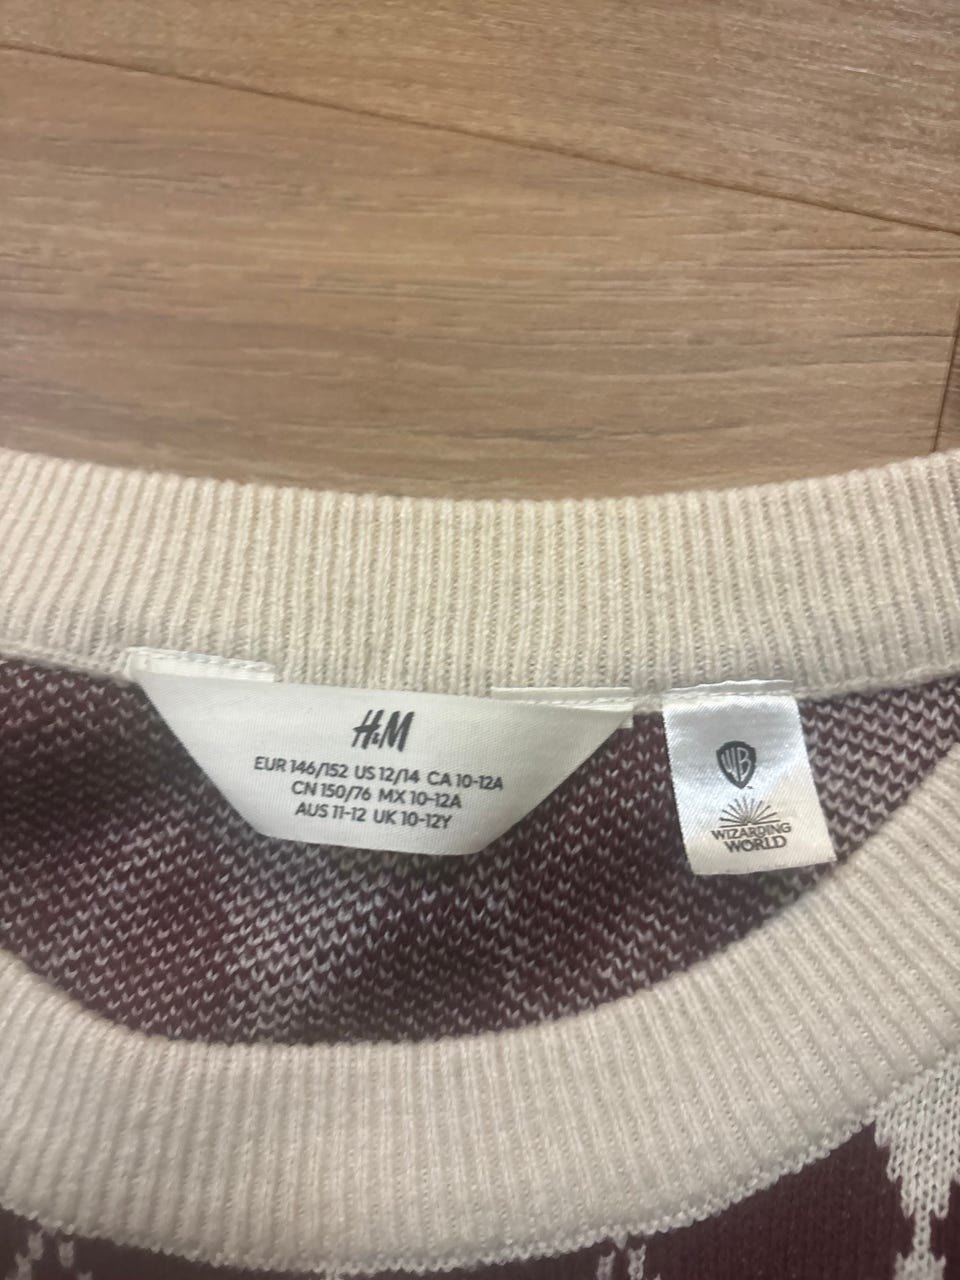 H&M
EUR 146/152 US 12/14 CA 10-12A
CN 150/76 MX 10-12A
AUS 11-12 UK 10-12Y
WB
TM
WIZARDING
WORLD